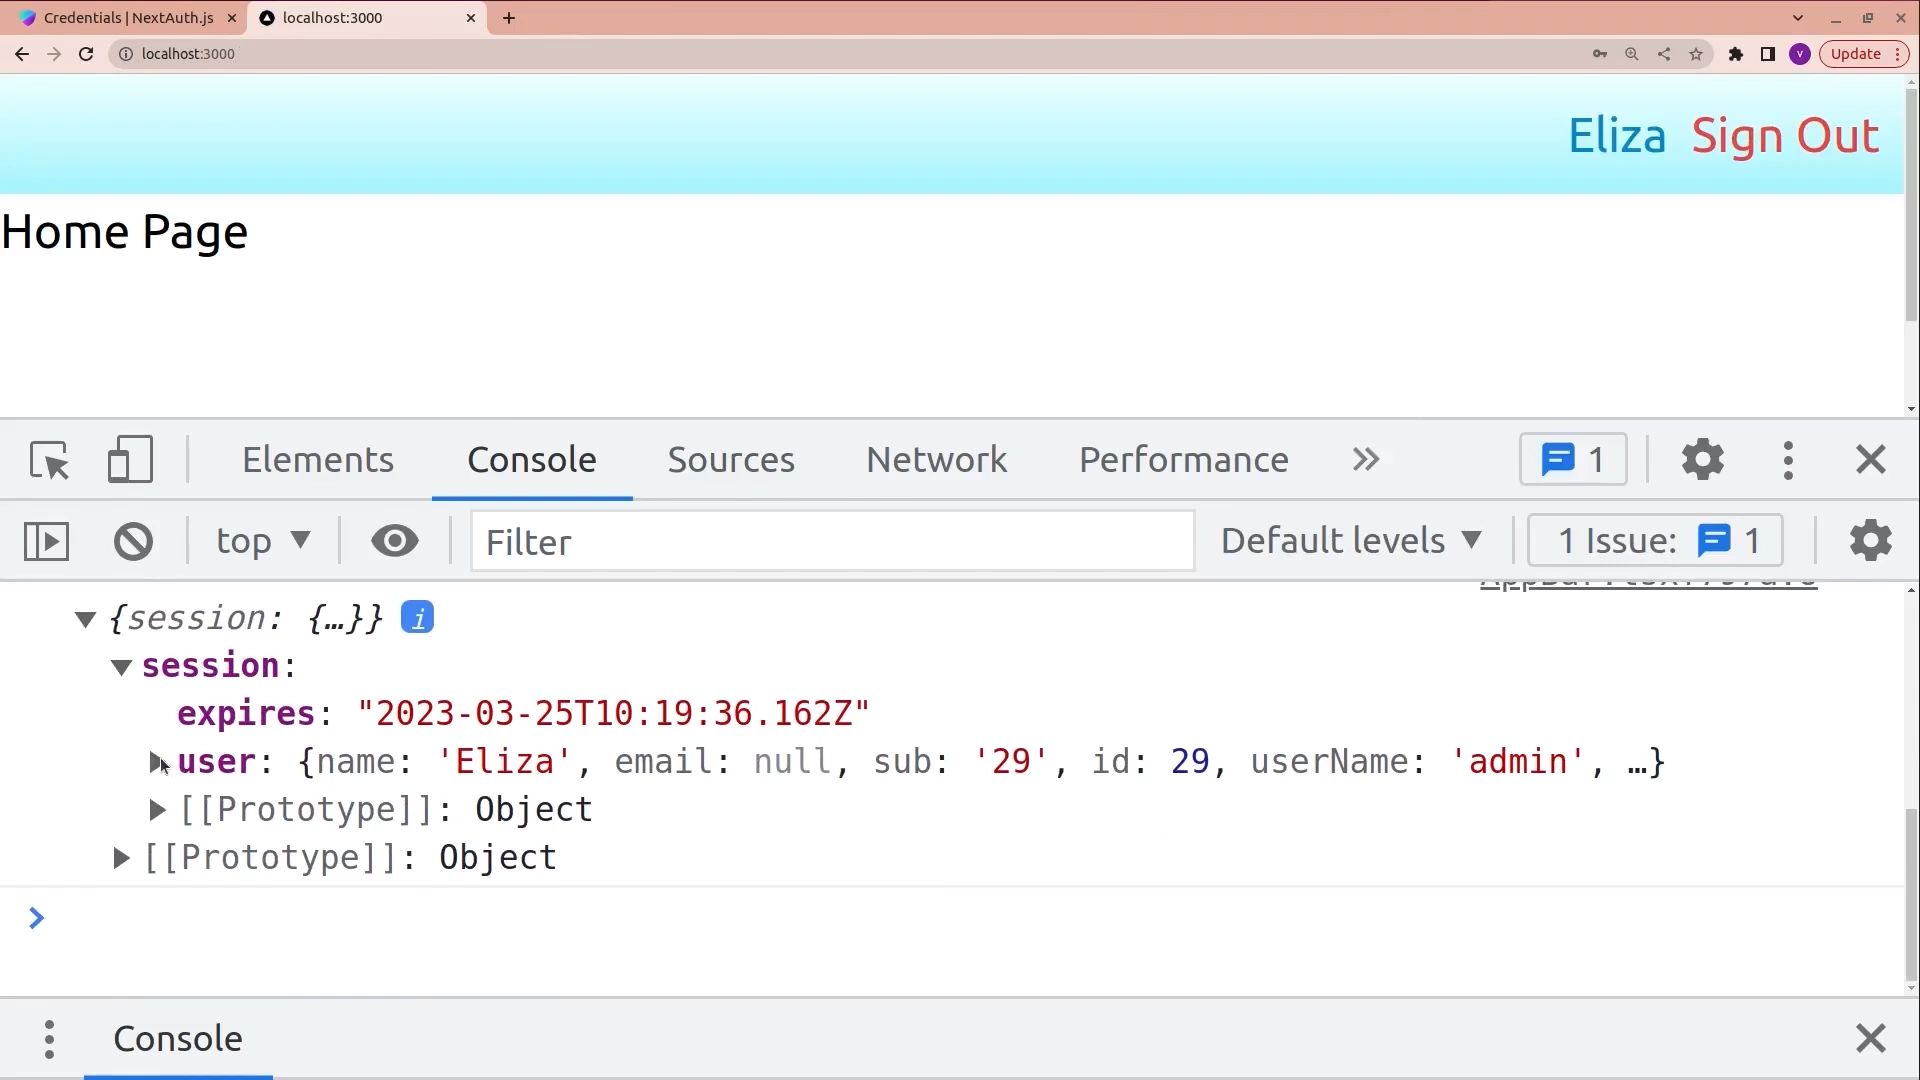 Credentials | NextAuth.js
localhost:3000
localhost:3000
V
Update
Eliza Sign Out
Home Page
Elements Console Sources Network Performance 1
top Filter Default levels 1 Issue: 1
{session: {…}} i
session:
expires: "2023-03-25T10:19:36.162Z"
user: {name: 'Eliza', email: null, sub: '29', id: 29, userName: 'admin', …}
[[Prototype]]: Object
[[Prototype]]: Object
Console